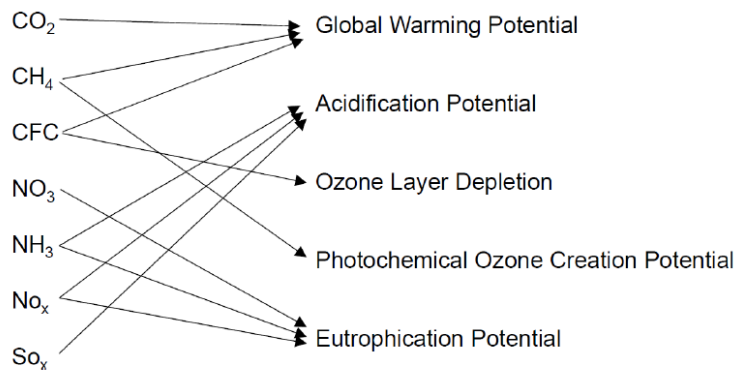 CO₂
Global Warming Potential
CH₄
Acidification Potential
CFC
Ozone Layer Depletion
NO₃
NH₃
Photochemical Ozone Creation Potential
Noₓ
Eutrophication Potential
Soₓ